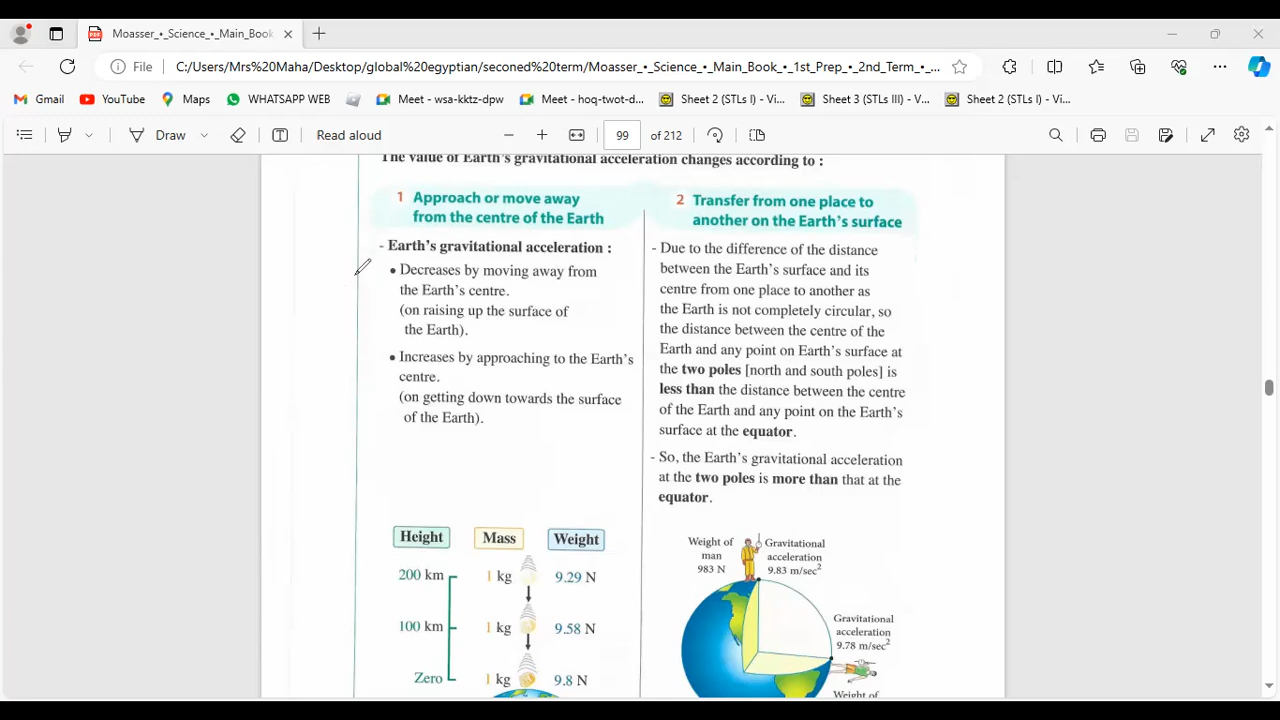 Moasser_•_Science_•_Main_Book
File
C:/Users/Mrs%20Maha/Desktop/global%20egyptian/seconed%20term/Moasser_•_Science_•_Main_Book_•_1st_Prep_•_2nd_Term_•_...
Gmail
YouTube
Maps
WHATSAPP WEB
Meet - wsa-kktz-dpw
Meet - hoq-twot-d...
Sheet 2 (STLs I) - Vi...
Sheet 3 (STLs III) - V...
Sheet 2 (STLs I) - Vi...
Draw
Read aloud
99
of 212
The value of Earth's gravitational acceleration changes according to :
1 Approach or move away
from the centre of the Earth
- Earth's gravitational acceleration :
• Decreases by moving away from
the Earth's centre.
(on raising up the surface of
the Earth).
• Increases by approaching to the Earth's
centre.
(on getting down towards the surface
of the Earth).
Height
Mass
Weight
200 km
1 kg
9.29 N
100 km
1 kg
9.58 N
Zero
1 kg
9.8 N
2 Transfer from one place to
another on the Earth's surface
- Due to the difference of the distance
between the Earth's surface and its
centre from one place to another as
the Earth is not completely circular, so
the distance between the centre of the
Earth and any point on Earth's surface at
the two poles [north and south poles] is
less than the distance between the centre
of the Earth and any point on the Earth's
surface at the equator.
- So, the Earth's gravitational acceleration
at the two poles is more than that at the
equator.
Weight of
man
983 N
Gravitational
acceleration
9.83 m/sec²
Gravitational
acceleration
9.78 m/sec²
Weight of